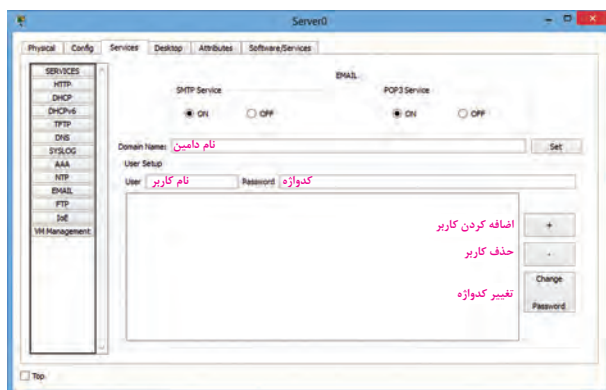 Server0
Physical Config Services Desktop Attributes Software/Services
SERVICES
HTTP
DHCP
DHCPv6
TFTP
DNS
SYSLOG
AAA
NTP
EMAIL
FTP
IoE
VM Management
EMAIL
SMTP Service POP3 Service
ON OFF ON OFF
Domain Name: نام دامین Set
User Setup
User نام کاربر Password کدواژه
اضافه کردن کاربر +
حذف کاربر -
تغییر کدواژه Change Password
Top